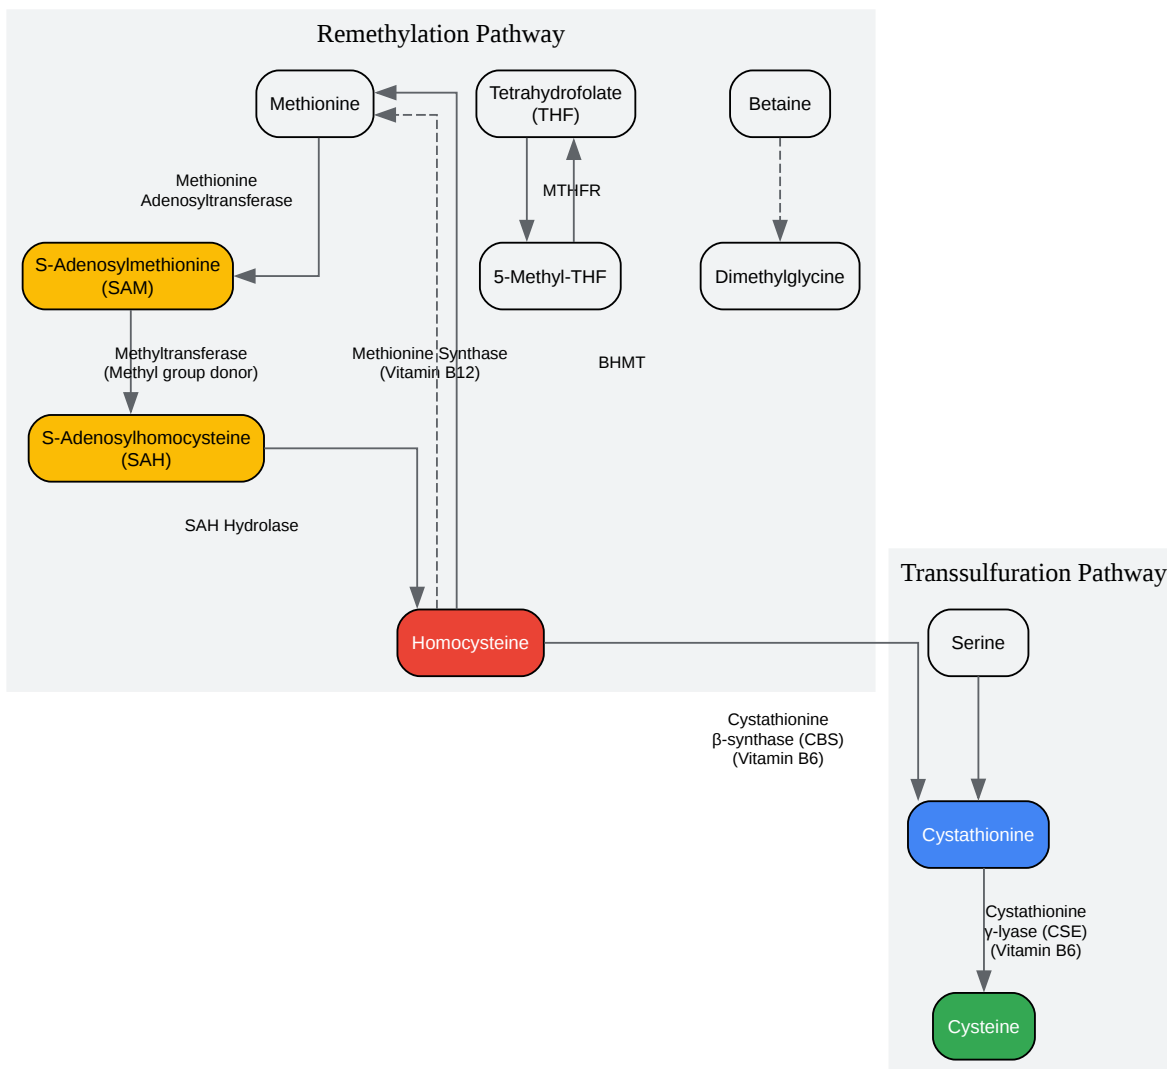 Remethylation Pathway
Methionine
Tetrahydrofolate
(THF)
Betaine
Methionine
Adenosyltransferase
MTHFR
S-Adenosylmethionine
(SAM)
5-Methyl-THF
Dimethylglycine
Methyltransferase
(Methyl group donor)
Methionine Synthase
(Vitamin B12)
BHMT
S-Adenosylhomocysteine
(SAH)
SAH Hydrolase
Homocysteine
Transsulfuration Pathway
Serine
Cystathionine
β-synthase (CBS)
(Vitamin B6)
Cystathionine
Cystathionine
γ-lyase (CSE)
(Vitamin B6)
Cysteine